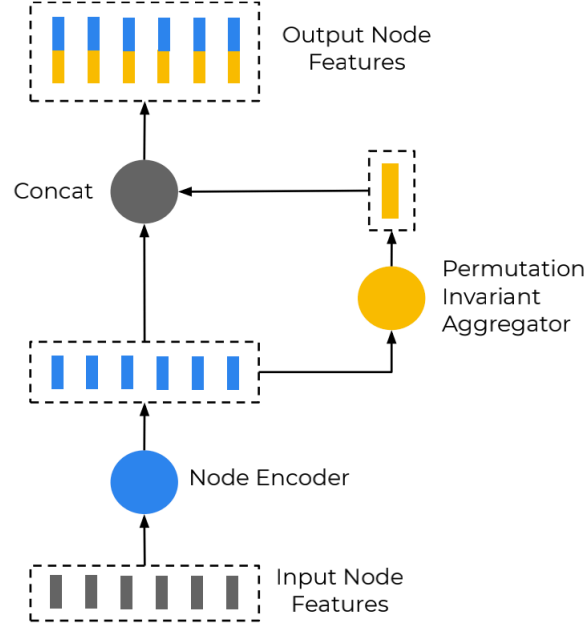 Output Node
Features
Concat
Permutation
Invariant
Aggregator
Node Encoder
Input Node
Features